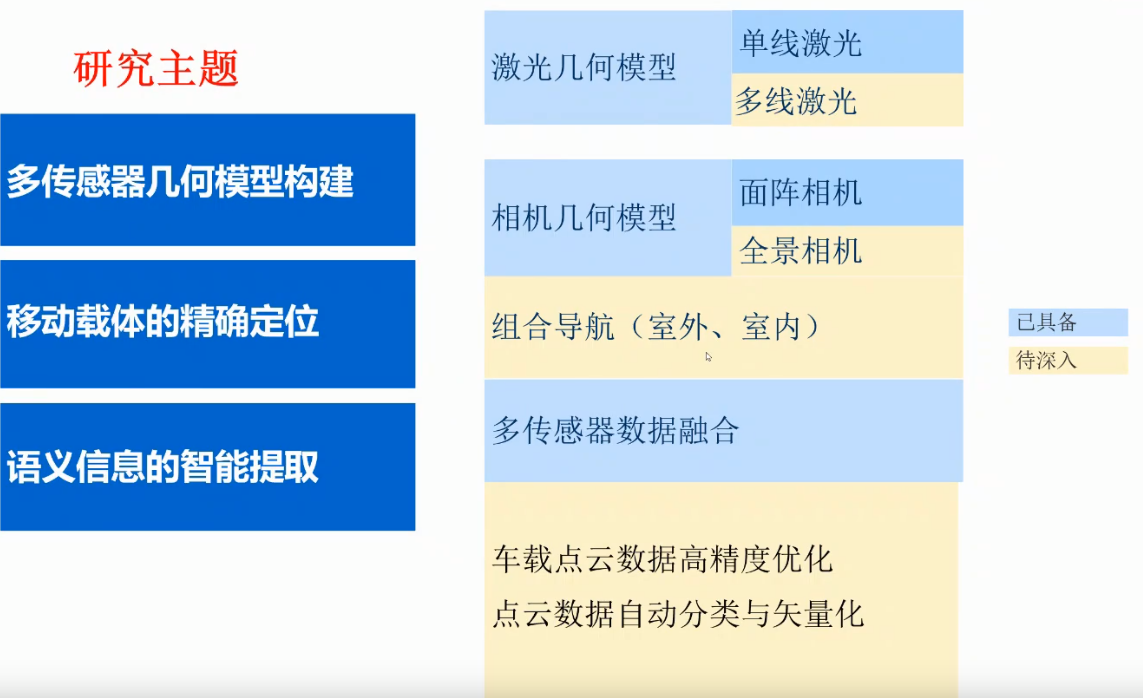 研究主题
多传感器几何模型构建
移动载体的精确定位
语义信息的智能提取
激光几何模型
单线激光
多线激光
相机几何模型
面阵相机
全景相机
组合导航（室外、室内）
多传感器数据融合
车载点云数据高精度优化
点云数据自动分类与矢量化
已具备
待深入